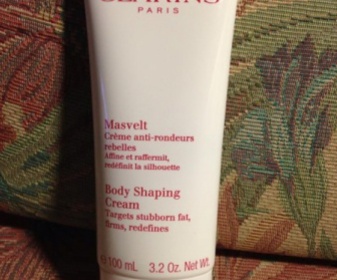 CLARINS
PARIS
Masvelt
Crème anti-rondeurs
rebelles
Affine et raffermit,
redéfinit la silhouette
Body Shaping
Cream
Targets stubborn fat,
firms, redefines
℮ 100 mL 3.2 Oz. Net Wt.